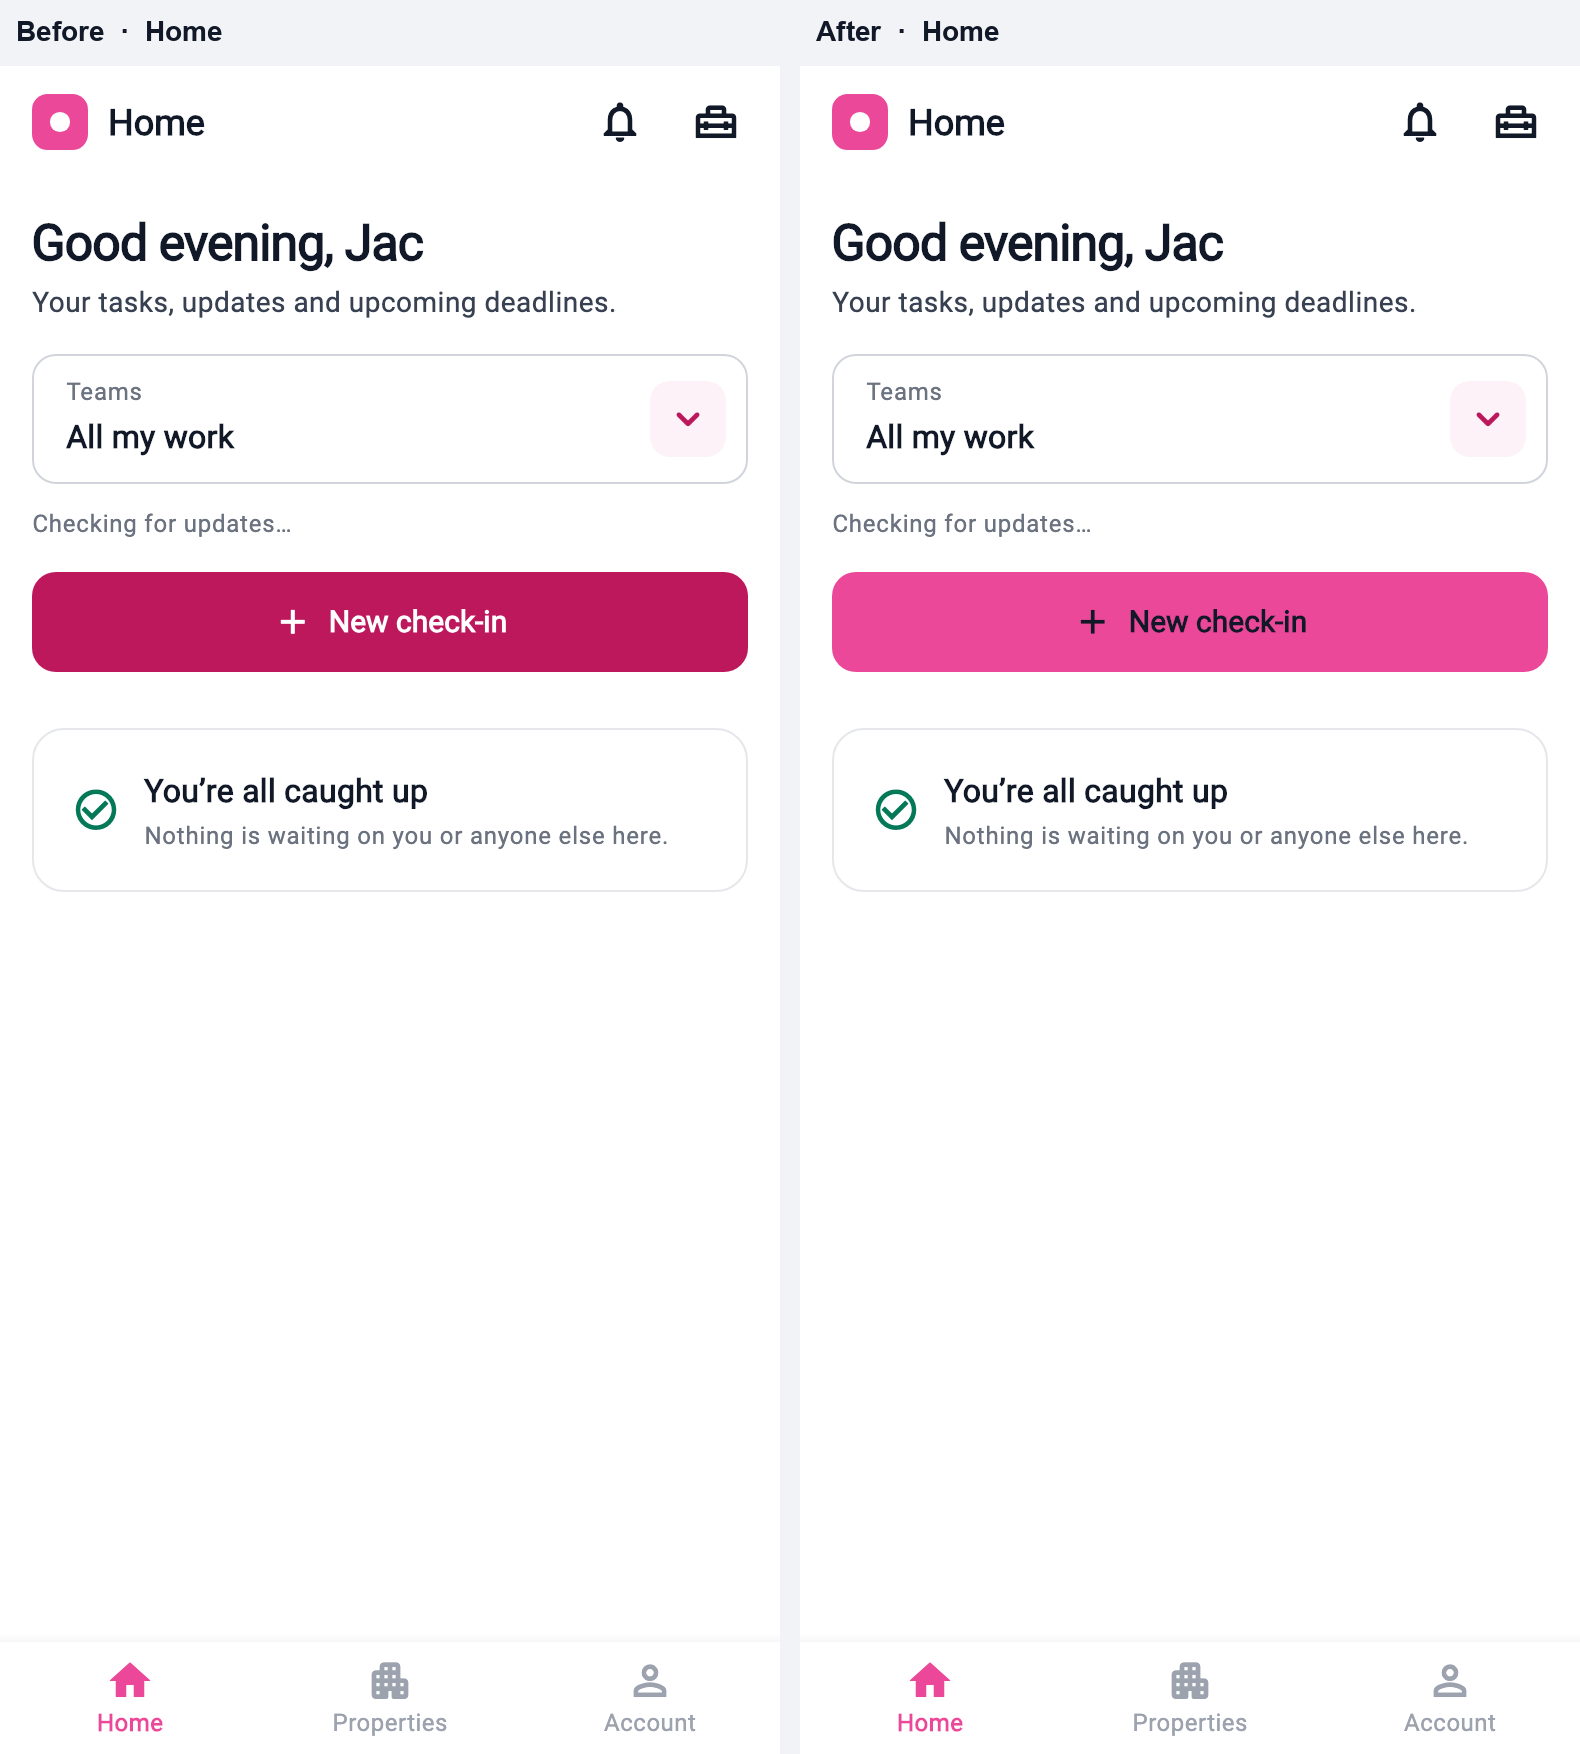 Before · Home
Home
Good evening, Jac
Your tasks, updates and upcoming deadlines.
Teams
All my work
Checking for updates…
New check-in
You’re all caught up
Nothing is waiting on you or anyone else here.
Home
Properties
Account
After · Home
Home
Good evening, Jac
Your tasks, updates and upcoming deadlines.
Teams
All my work
Checking for updates…
New check-in
You’re all caught up
Nothing is waiting on you or anyone else here.
Home
Properties
Account